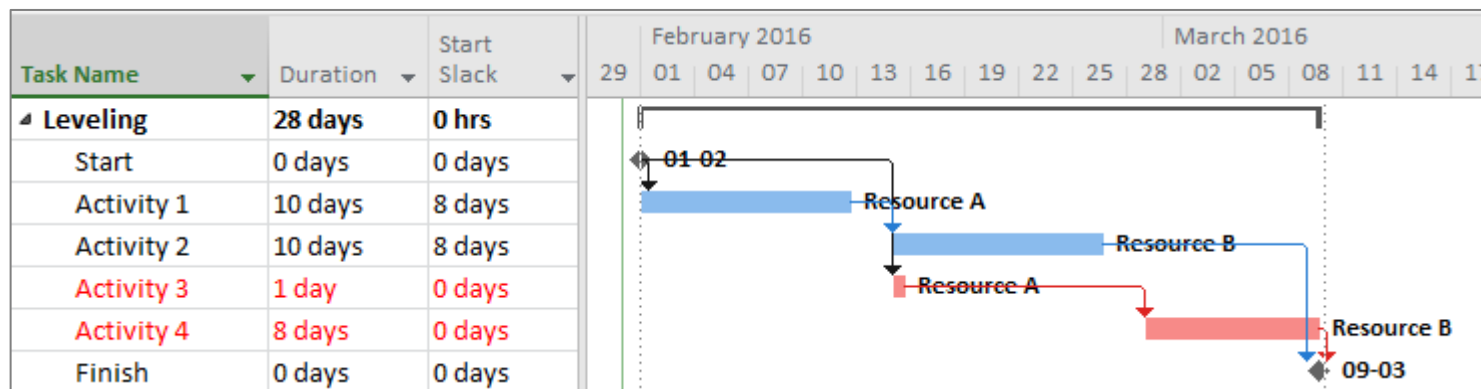 February 2016 March 2016
Task Name Duration Start Slack 29 01 04 07 10 13 16 19 22 25 28 02 05 08 11 14
Leveling 28 days 0 hrs
Start 0 days 0 days 01-02
Activity 1 10 days 8 days Resource A
Activity 2 10 days 8 days Resource B
Activity 3 1 day 0 days Resource A
Activity 4 8 days 0 days Resource B
Finish 0 days 0 days 09-03